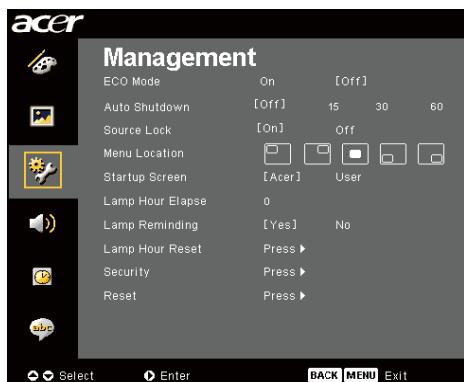 acer
Management
ECO Mode On [Off]
Auto Shutdown [Off] 15 30 60
Source Lock [On] Off
Menu Location
Startup Screen [Acer] User
Lamp Hour Elapse 0
Lamp Reminding [Yes] No
Lamp Hour Reset Press
Security Press
Reset Press
abc
Select Enter BACK MENU Exit